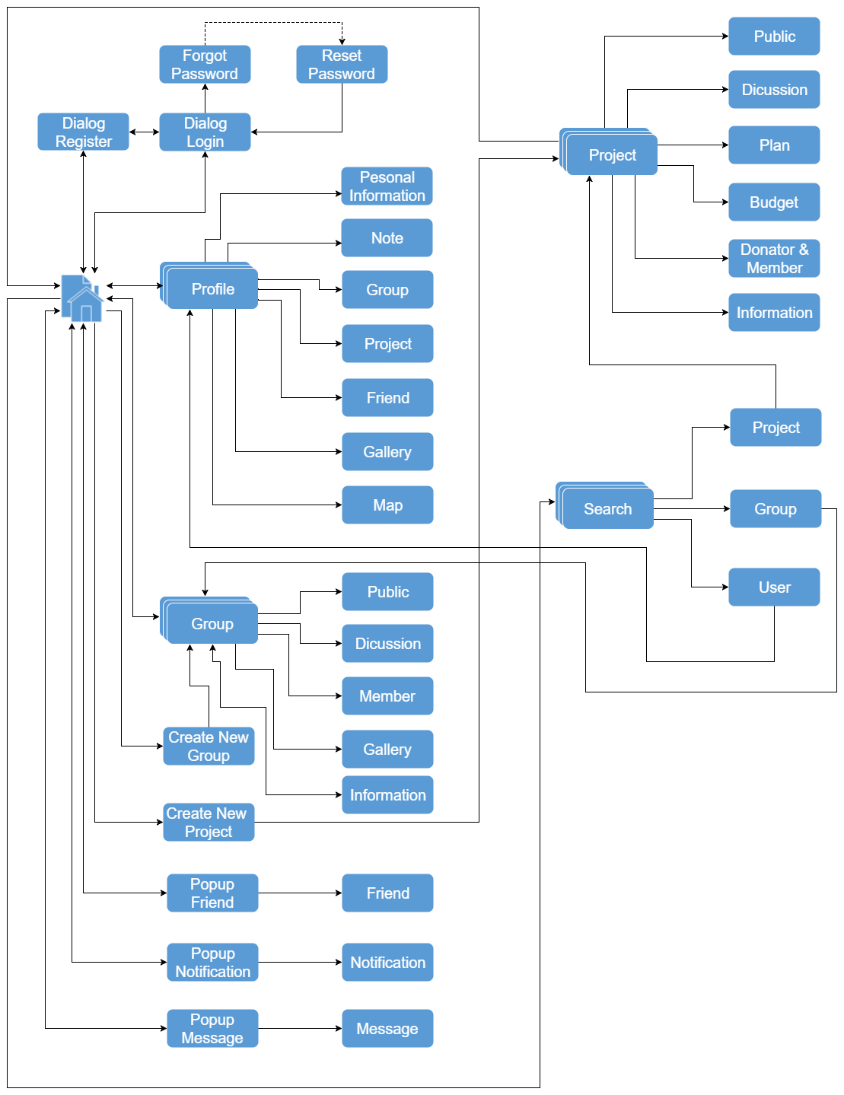 Forgot
Password
Reset
Password
Dialog
Register
Dialog
Login
Pesonal
Information
Note
Profile
Group
Project
Friend
Gallery
Map
Project
Public
Dicussion
Plan
Budget
Donator &
Member
Information
Search
Project
Group
User
Group
Public
Dicussion
Member
Gallery
Information
Create New
Group
Create New
Project
Popup
Friend
Friend
Popup
Notification
Notification
Popup
Message
Message